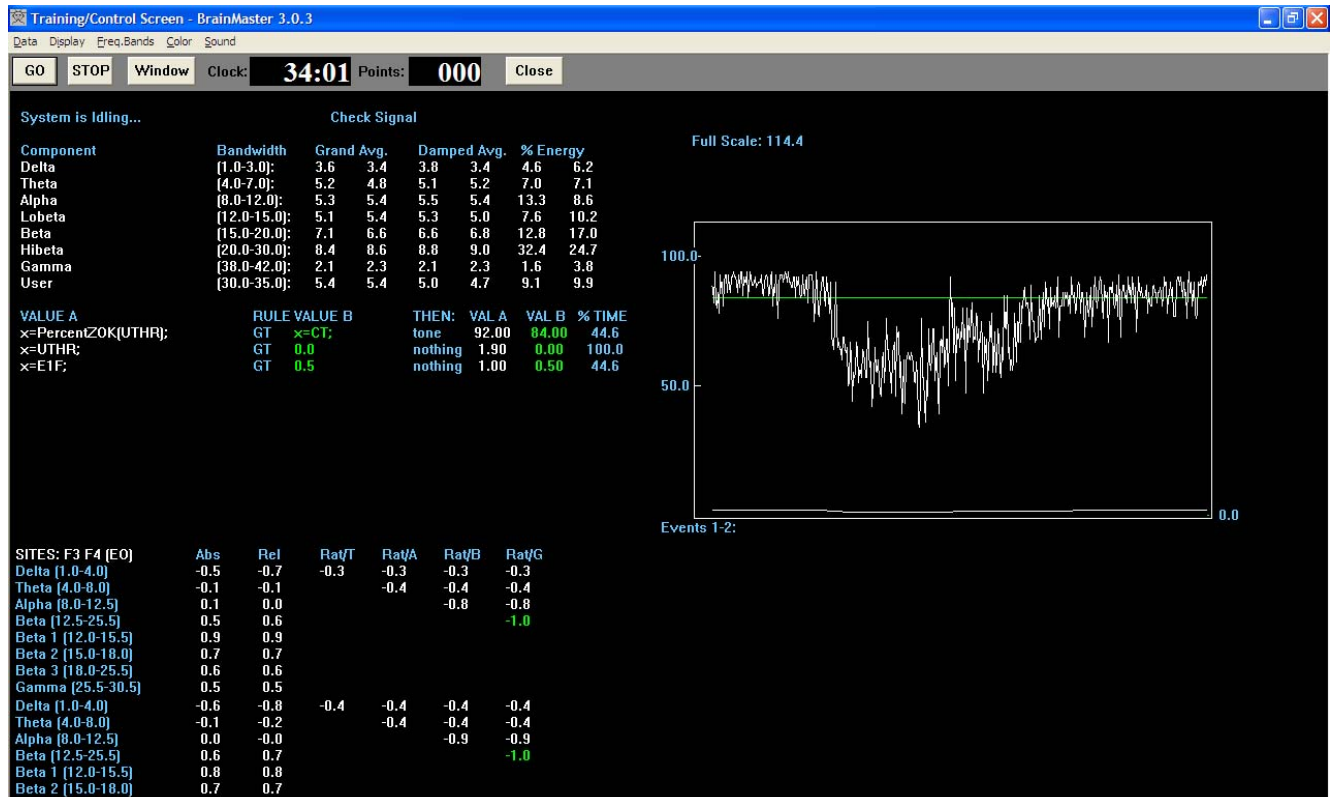 Training/Control Screen - BrainMaster 3.0.3
Data Display Freq.Bands Color Sound
GO STOP Window Clock: 34:01 Points: 000 Close
System is Idling... Check Signal
Full Scale: 114.4
Component Bandwidth Grand Avg. Damped Avg. % Energy
Delta (1.0-3.0): 3.6 3.4 3.8 3.4 4.6 6.2
Theta (4.0-7.0): 5.2 4.8 5.1 5.2 7.0 7.1
Alpha (8.0-12.0): 5.3 5.4 5.5 5.4 13.3 8.6
Lobeta (12.0-15.0): 5.1 5.4 5.3 5.0 7.6 10.2
Beta (15.0-20.0): 7.1 6.6 6.6 6.8 12.8 17.0
Hibeta (20.0-30.0): 8.4 8.6 8.8 9.0 32.4 24.7
Gamma (38.0-42.0): 2.1 2.3 2.1 2.3 1.6 3.8
User (30.0-35.0): 5.4 5.4 5.0 4.7 9.1 9.9
100.0-
50.0-
0.0
Events 1-2:
VALUE A RULE VALUE B THEN: VAL A VAL B % TIME
x=PercentZOK(UTHR); GT x=CT; tone 92.00 84.00 44.6
x=UTHR; GT 0.0 nothing 1.90 0.00 100.0
x=E1F; GT 0.5 nothing 1.00 0.50 44.6
SITES: F3 F4 (EO) Abs Rel Rat/T Rat/A Rat/B Rat/G
Delta (1.0-4.0) -0.5 -0.7 -0.3 -0.3 -0.3 -0.3
Theta (4.0-8.0) -0.1 -0.1 -0.4 -0.4 -0.4
Alpha (8.0-12.5) 0.1 0.0 -0.8 -0.8
Beta (12.5-25.5) 0.5 0.6 -1.0
Beta 1 (12.0-15.5) 0.9 0.9
Beta 2 (15.0-18.0) 0.7 0.7
Beta 3 (18.0-25.5) 0.6 0.6
Gamma (25.5-30.5) 0.5 0.5
Delta (1.0-4.0) -0.6 -0.8 -0.4 -0.4 -0.4 -0.4
Theta (4.0-8.0) -0.1 -0.2 -0.4 -0.4 -0.4
Alpha (8.0-12.5) 0.0 -0.0 -0.9 -0.9
Beta (12.5-25.5) 0.6 0.7 -1.0
Beta 1 (12.0-15.5) 0.8 0.8
Beta 2 (15.0-18.0) 0.7 0.7